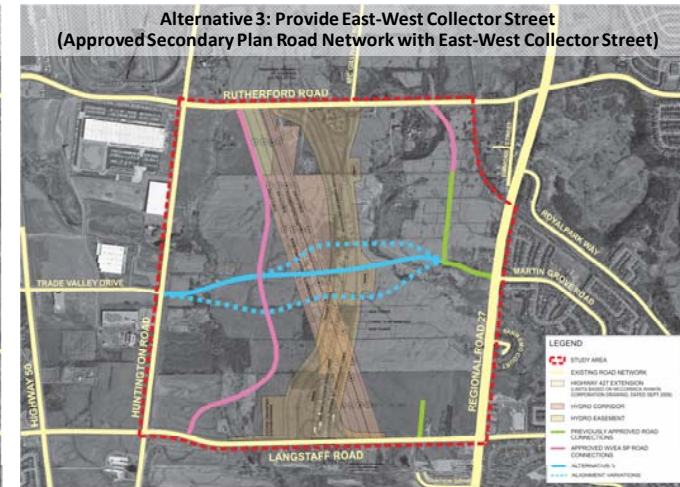 Alternative 3: Provide East-West Collector Street
(Approved Secondary Plan Road Network with East-West Collector Street)
RUTHERFORD ROAD
ROYALPARK WAY
TRADE VALLEY DRIVE
MARTIN GROVE ROAD
HIGHWAY 50
HUNTINGTON ROAD
REGIONAL ROAD 27
LANGSTAFF ROAD
LEGEND
STUDY AREA
EXISTING ROAD NETWORK
HIGHWAY 427 EXTENSION
HYDRO CORRIDOR
HYDRO EASEMENT
PREVIOUSLY APPROVED ROAD
CONNECTIONS
APPROVED WVEA SP ROAD
CONNECTIONS
ALTERNATIVE 3
ALIGNMENT VARIATIONS